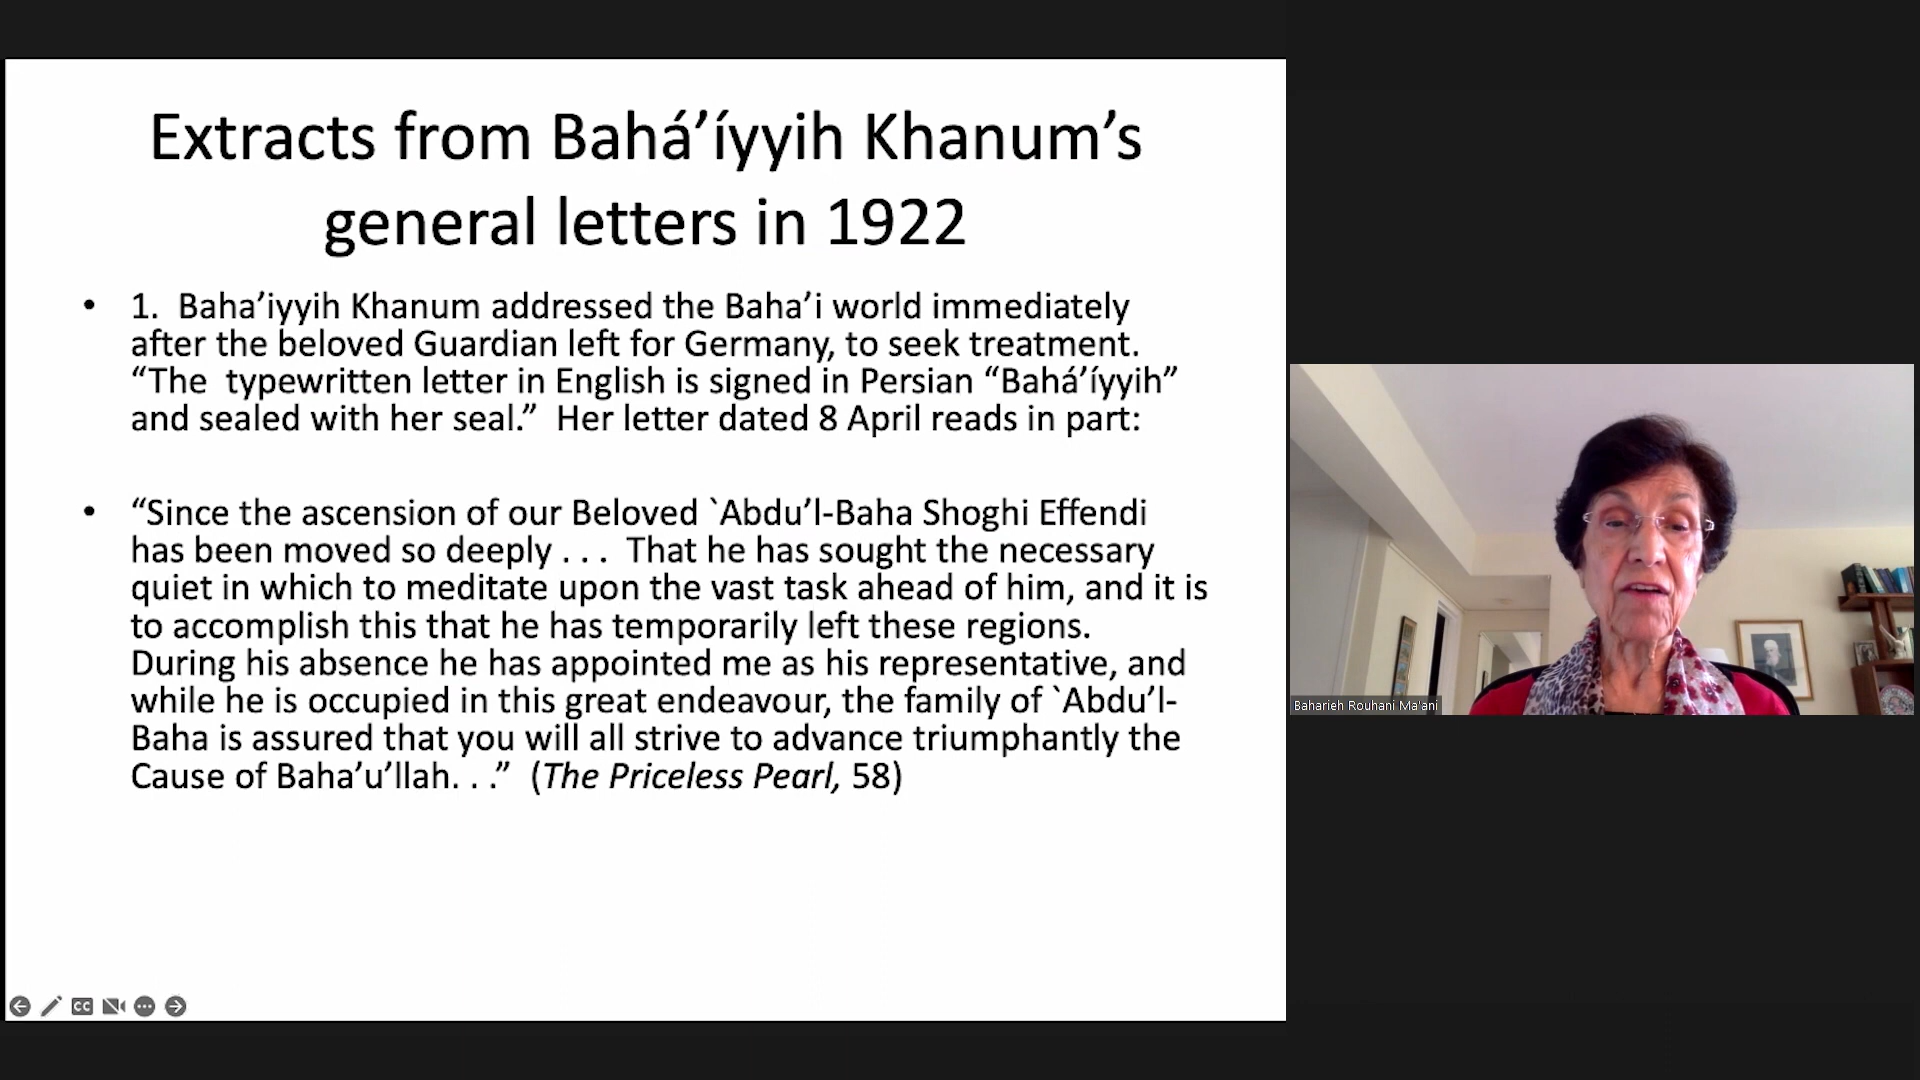 Extracts from Bahá’íyyih Khanum’s
general letters in 1922
• 1.  Baha’iyyih Khanum addressed the Baha’i world immediately
after the beloved Guardian left for Germany, to seek treatment.
“The  typewritten letter in English is signed in Persian “Bahá’íyyih”
and sealed with her seal.”  Her letter dated 8 April reads in part:
• “Since the ascension of our Beloved `Abdu’l-Baha Shoghi Effendi
has been moved so deeply . . .  That he has sought the necessary
quiet in which to meditate upon the vast task ahead of him, and it is
to accomplish this that he has temporarily left these regions.
During his absence he has appointed me as his representative, and
while he is occupied in this great endeavour, the family of `Abdu’l-
Baha is assured that you will all strive to advance triumphantly the
Cause of Baha’u’llah. . .”  (The Priceless Pearl, 58)
CC
Baharieh Rouhani Ma'ani